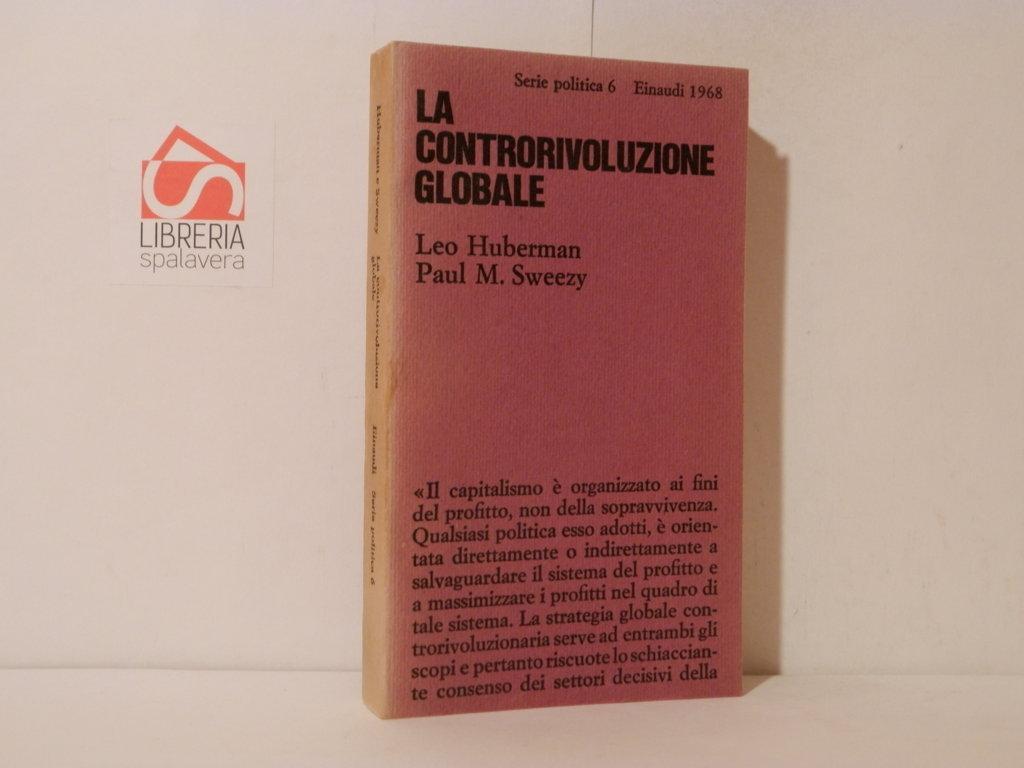 LIBRERIA
spalavera
Huberman e Sweezy La controrivoluzione
globale
Einaudi Serie politica 6
Serie politica 6 Einaudi 1968
LA
CONTRORIVOLUZIONE
GLOBALE
Leo Huberman
Paul M. Sweezy
«Il capitalismo è organizzato ai fini
del profitto, non della sopravvivenza.
Qualsiasi politica esso adotti, è orien-
tata direttamente o indirettamente a
salvaguardare il sistema del profitto e
a massimizzare i profitti nel quadro di
tale sistema. La strategia globale con-
trorivoluzionaria serve ad entrambi gli
scopi e pertanto riscuote lo schiaccian-
te consenso dei settori decisivi della